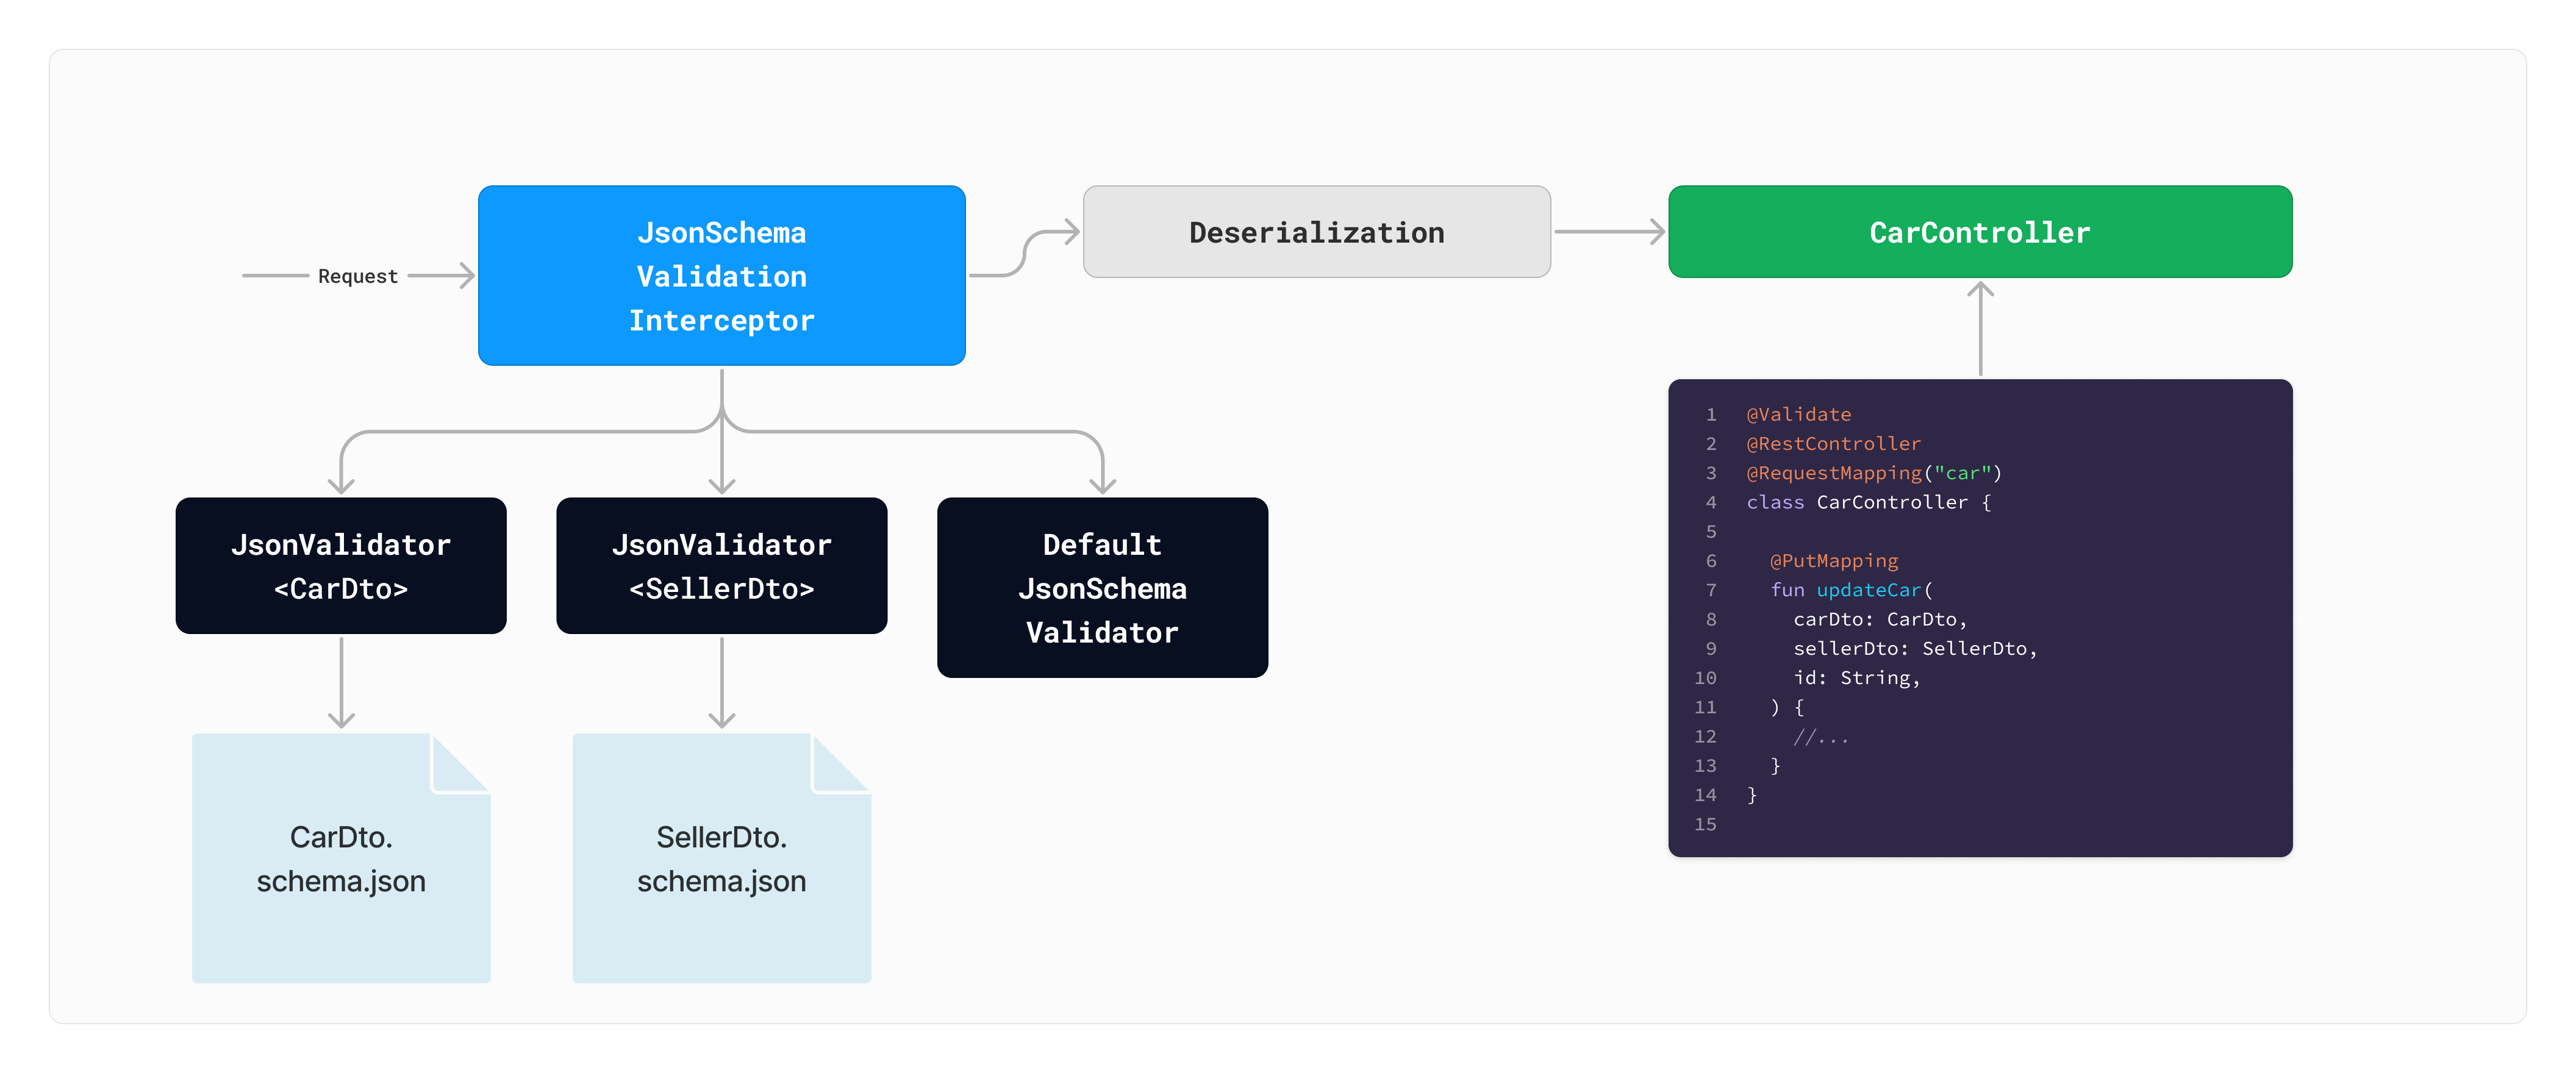 Request
JsonSchema
Validation
Interceptor
Deserialization
CarController
JsonValidator
<CarDto>
JsonValidator
<SellerDto>
Default
JsonSchema
Validator
CarDto.
schema.json
SellerDto.
schema.json
1 @Validate
2 @RestController
3 @RequestMapping("car")
4 class CarController {
5
6   @PutMapping
7   fun updateCar(
8     carDto: CarDto,
9     sellerDto: SellerDto,
10     id: String,
11   ) {
12     //...
13   }
14 }
15